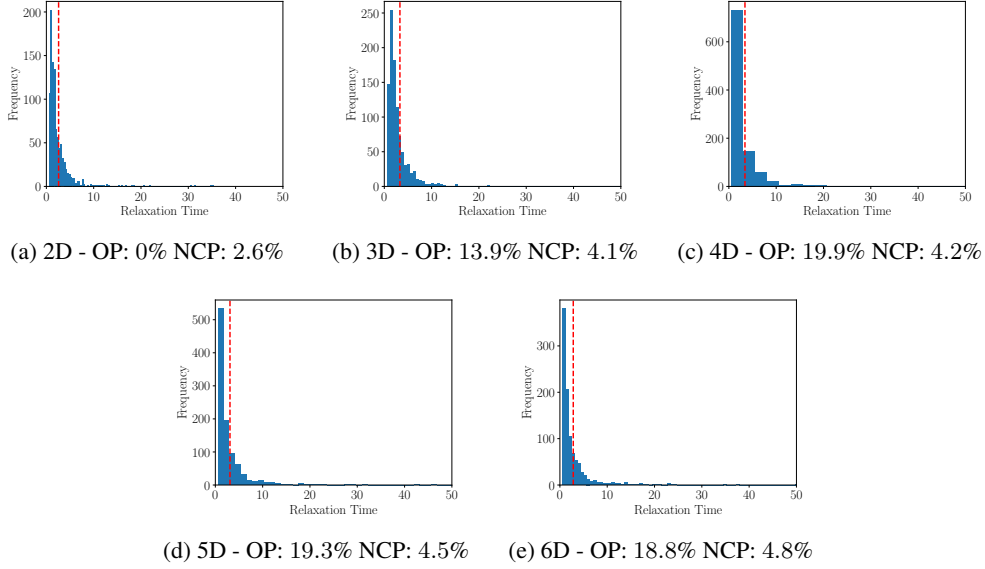 200
150
100
50
0
Frequency
0 10 20 30 40 50
Relaxation Time
(a) 2D - OP: 0% NCP: 2.6%
250
200
150
100
50
0
Frequency
0 10 20 30 40 50
Relaxation Time
(b) 3D - OP: 13.9% NCP: 4.1%
600
400
200
0
Frequency
0 10 20 30 40 50
Relaxation Time
(c) 4D - OP: 19.9% NCP: 4.2%
500
400
300
200
100
0
Frequency
0 10 20 30 40 50
Relaxation Time
(d) 5D - OP: 19.3% NCP: 4.5%
300
200
100
0
Frequency
0 10 20 30 40 50
Relaxation Time
(e) 6D - OP: 18.8% NCP: 4.8%